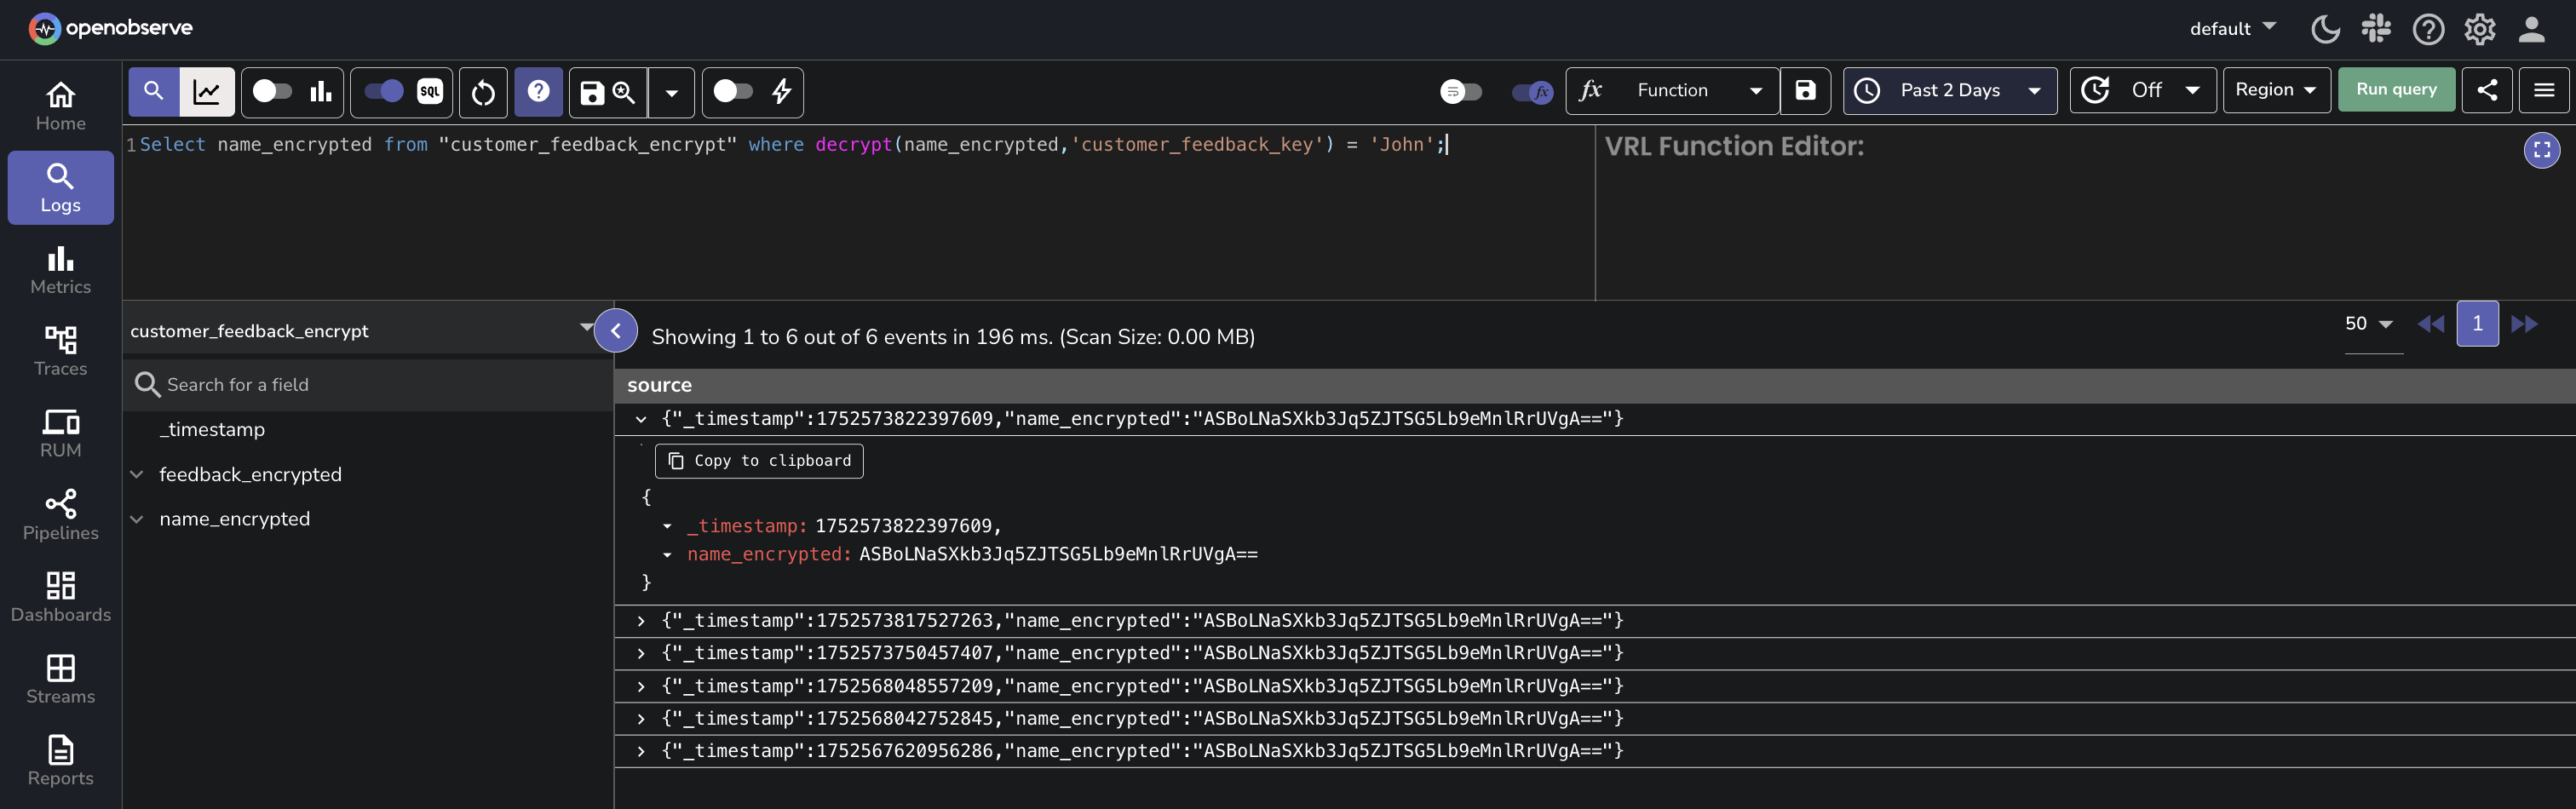 openobserve
default
SQL
?
fx
fx Function
Past 2 Days
Off
Region
Run query
Home
Logs
Metrics
Traces
RUM
Pipelines
Dashboards
Streams
Reports
1 Select name_encrypted from "customer_feedback_encrypt" where decrypt(name_encrypted,'customer_feedback_key') = 'John';
VRL Function Editor:
customer_feedback_encrypt
Search for a field
_timestamp
feedback_encrypted
name_encrypted
Showing 1 to 6 out of 6 events in 196 ms. (Scan Size: 0.00 MB)
50
1
source
{"_timestamp":1752573822397609,"name_encrypted":"ASBoLNaSXkb3Jq5ZJTSG5Lb9eMnlRrUVgA=="}
Copy to clipboard
{
_timestamp: 1752573822397609,
name_encrypted: ASBoLNaSXkb3Jq5ZJTSG5Lb9eMnlRrUVgA==
}
{"_timestamp":1752573817527263,"name_encrypted":"ASBoLNaSXkb3Jq5ZJTSG5Lb9eMnlRrUVgA=="}
{"_timestamp":1752573750457407,"name_encrypted":"ASBoLNaSXkb3Jq5ZJTSG5Lb9eMnlRrUVgA=="}
{"_timestamp":1752568048557209,"name_encrypted":"ASBoLNaSXkb3Jq5ZJTSG5Lb9eMnlRrUVgA=="}
{"_timestamp":1752568042752845,"name_encrypted":"ASBoLNaSXkb3Jq5ZJTSG5Lb9eMnlRrUVgA=="}
{"_timestamp":1752567620956286,"name_encrypted":"ASBoLNaSXkb3Jq5ZJTSG5Lb9eMnlRrUVgA=="}